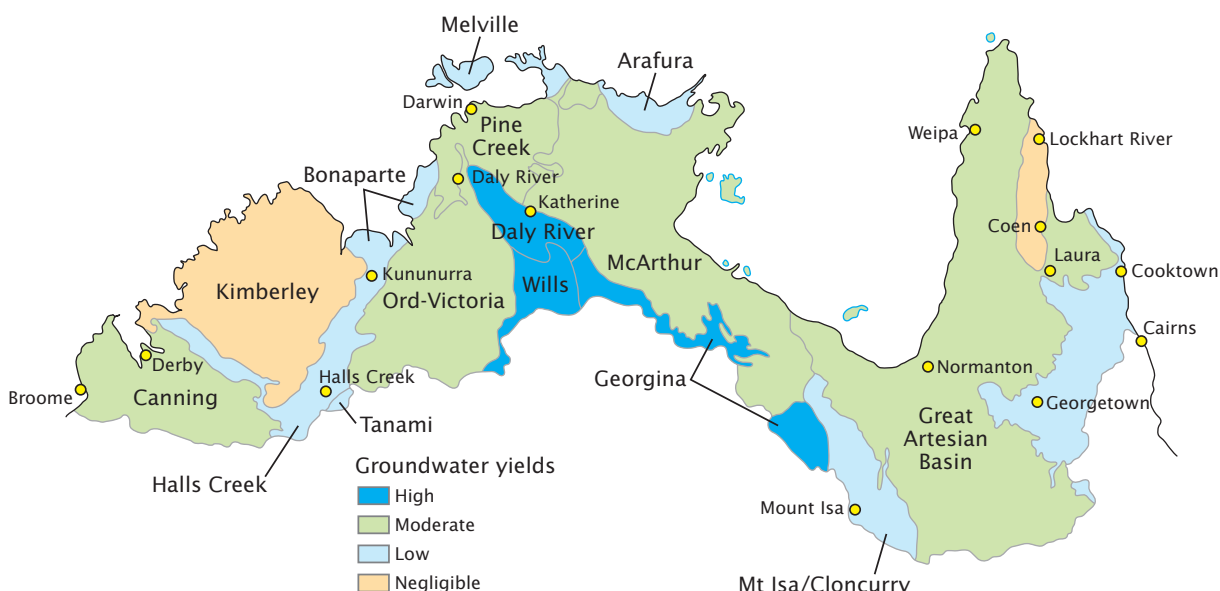 Melville
Arafura
Darwin
Pine
Creek
Weipa
Lockhart River
Bonaparte
Daly River
Katherine
Daly River
Coen
Laura
McArthur
Kununurra
Cooktown
Kimberley
Wills
Ord-Victoria
Cairns
Derby
Normanton
Halls Creek
Georgina
Broome
Canning
Georgetown
Tanami
Great
Artesian
Basin
Groundwater yields
Halls Creek
High
Mount Isa
Moderate
Low
Negligible
Mt Isa/Cloncurry